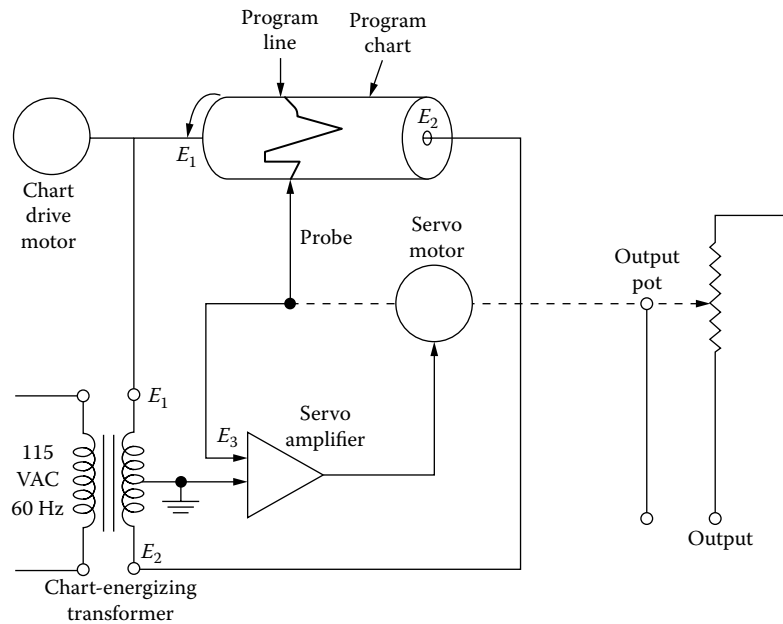 Program
line
Program
chart
E2
E1
Chart
drive
motor
Probe
Servo
motor
Output
pot
E1
Servo
amplifier
E3
115
VAC
60 Hz
E2
Output
Chart-energizing
transformer